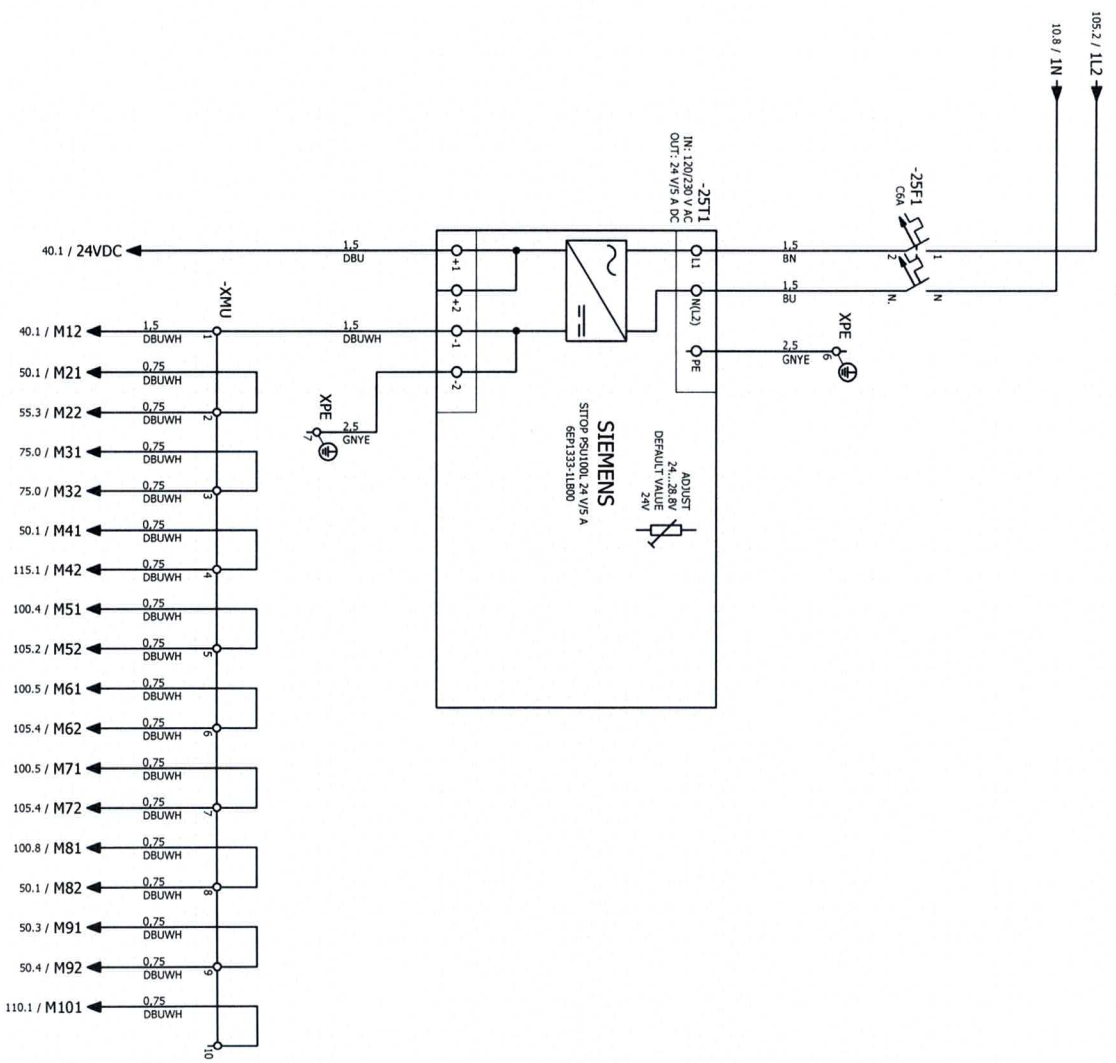 105.2 / 1L2
10.8 / 1N
-25F1
C6A
1
2
N
N.
1,5
BN
1,5
BU
XPE
6
2,5
GNYE
-25T1
IN: 120/230 V AC
OUT: 24 V/5 A DC
L1
N(L2)
PE
+1
+2
-1
-2
SIEMENS
SITOP PSU100L 24 V/5 A
6EP1333-1LB00
ADJUST
24...28.8V
DEFAULT VALUE
24V
XPE
7
2,5
GNYE
40.1 / 24VDC
1,5
DBU
-XMU
1,5
DBUWH
40.1 / M12
1,5
DBUWH
1
50.1 / M21
0,75
DBUWH
55.3 / M22
0,75
DBUWH
2
75.0 / M31
0,75
DBUWH
75.0 / M32
0,75
DBUWH
3
50.1 / M41
0,75
DBUWH
115.1 / M42
0,75
DBUWH
4
100.4 / M51
0,75
DBUWH
105.2 / M52
0,75
DBUWH
5
100.5 / M61
0,75
DBUWH
105.4 / M62
0,75
DBUWH
6
100.5 / M71
0,75
DBUWH
105.4 / M72
0,75
DBUWH
7
100.8 / M81
0,75
DBUWH
50.1 / M82
0,75
DBUWH
8
50.3 / M91
0,75
DBUWH
50.4 / M92
0,75
DBUWH
9
110.1 / M101
0,75
DBUWH
10